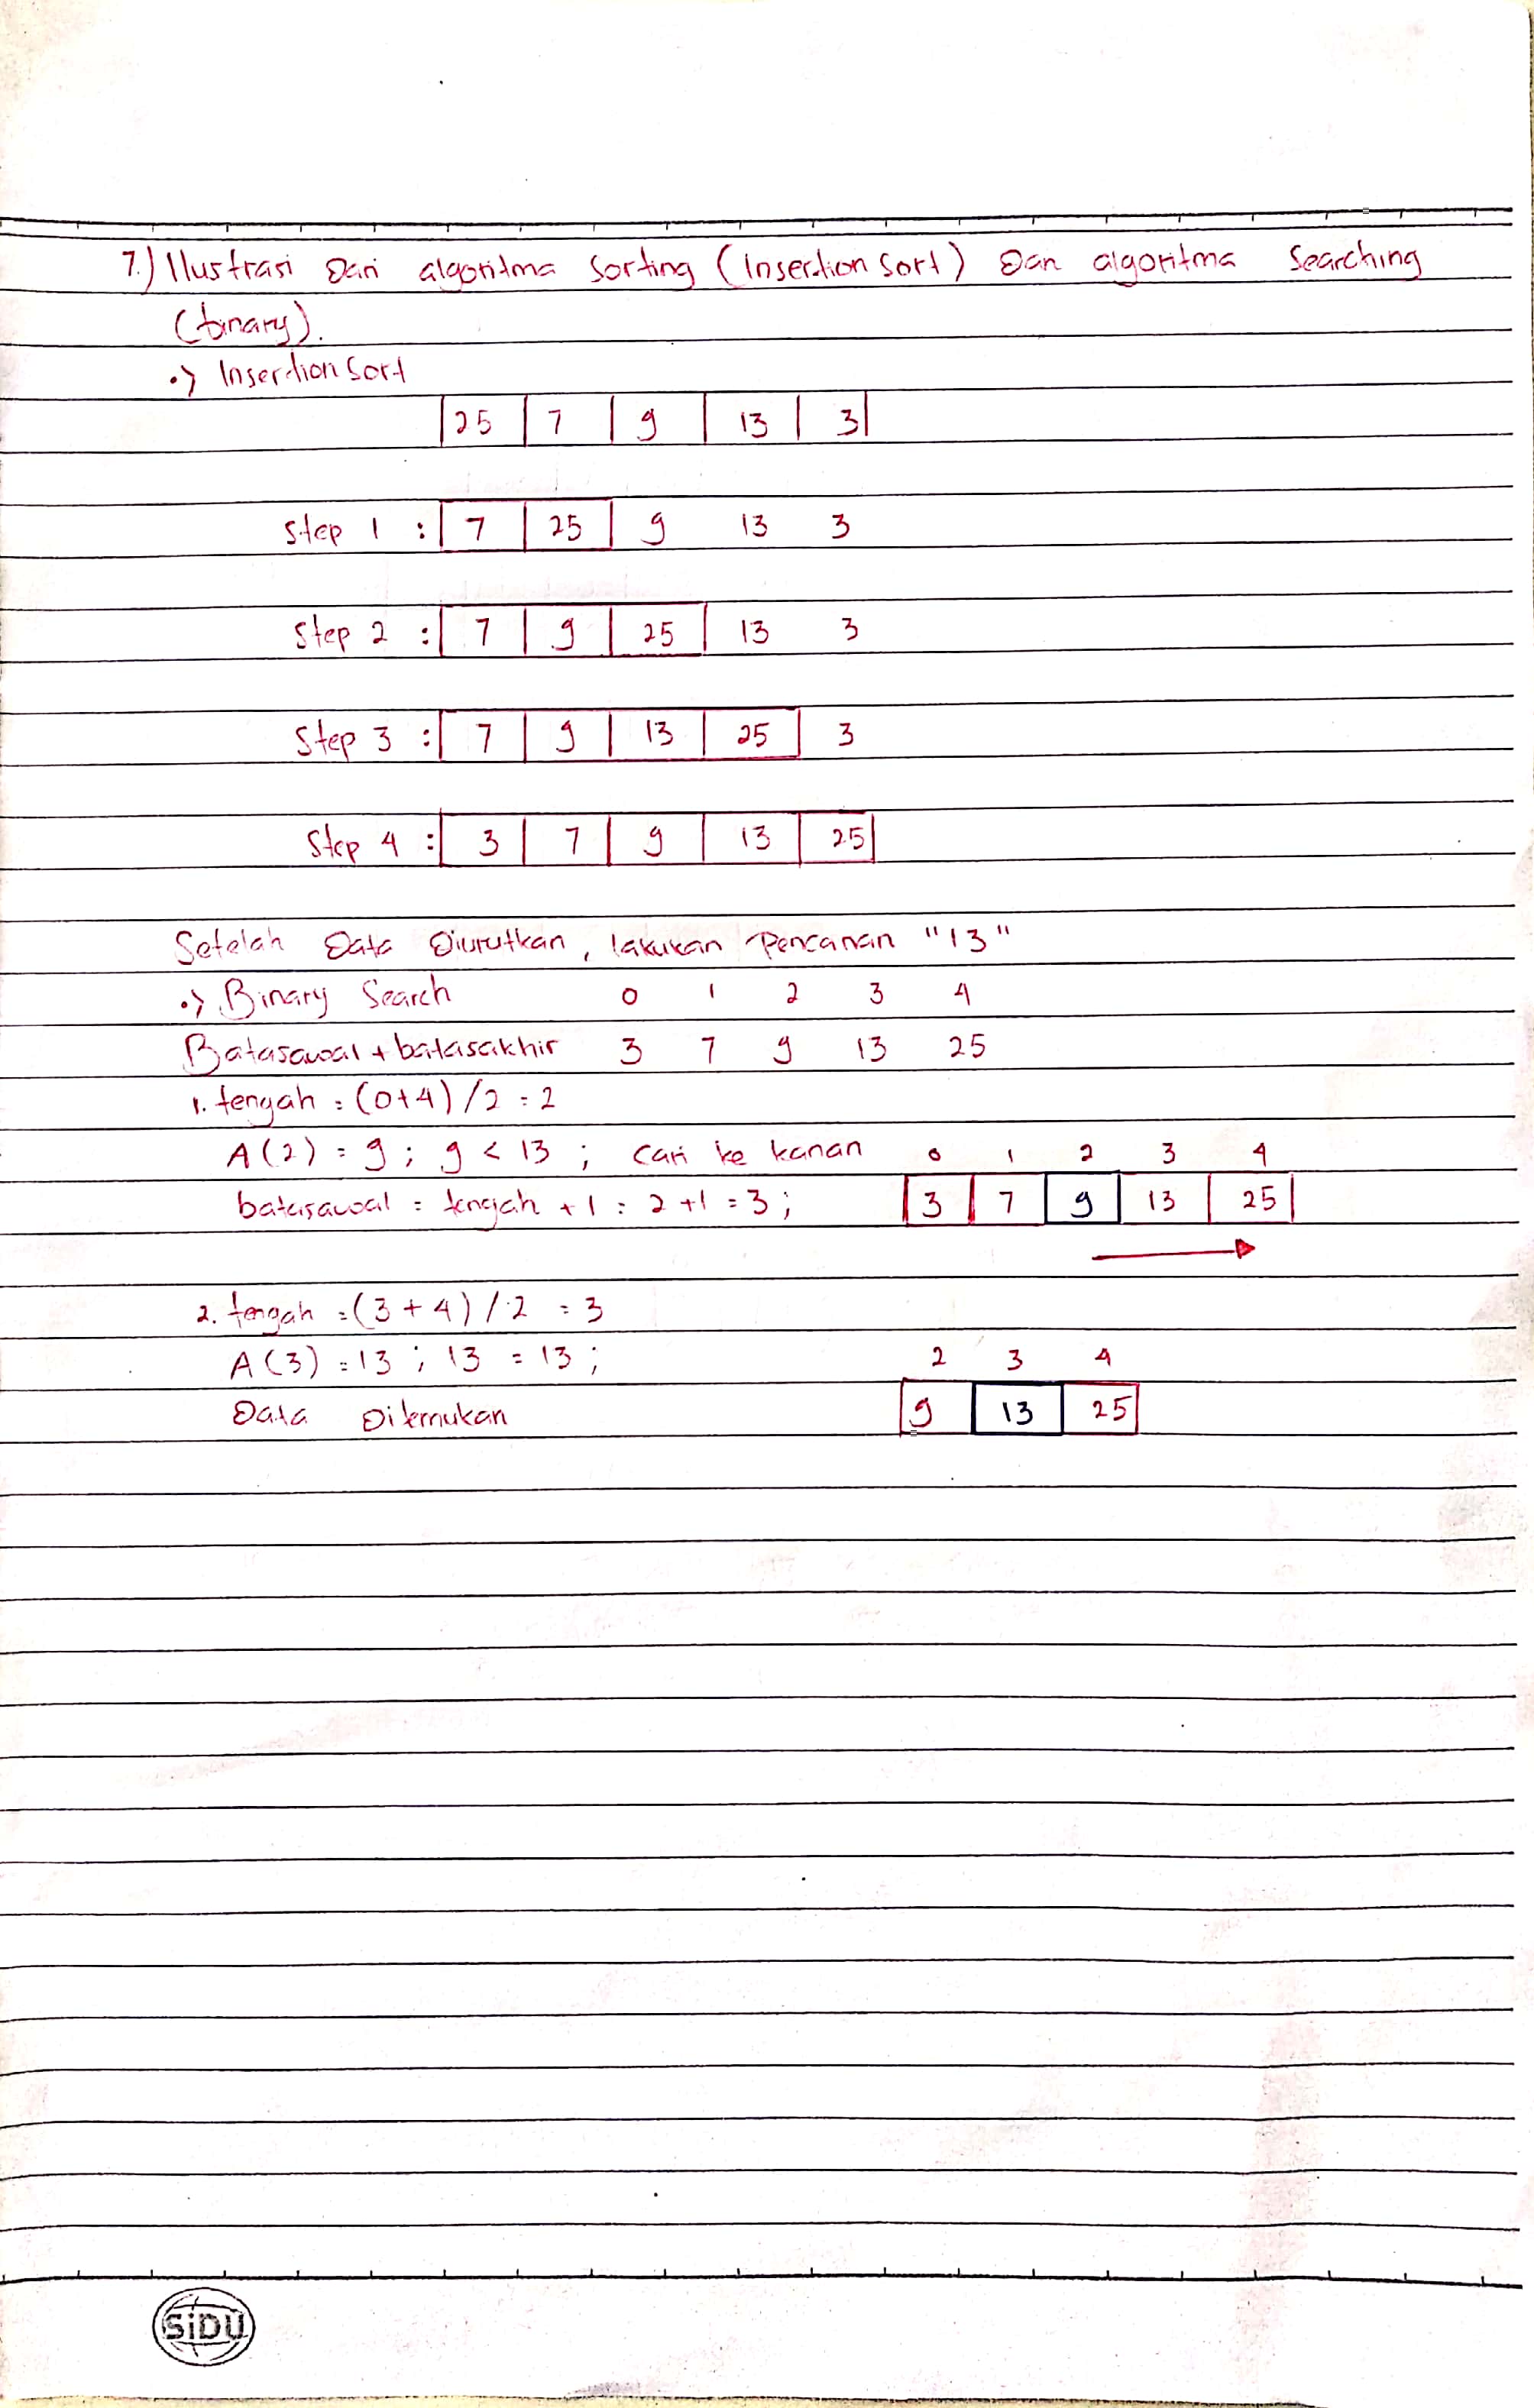 7.) Ilustrasi Dari algoritma Sorting (Insertion Sort) Dan algoritma Searching
(binary).
•> Insertion Sort
25 7 9 13 3
Step 1 : 7 25 9 13 3
Step 2 : 7 9 25 13 3
Step 3 : 7 9 13 25 3
Step 4 : 3 7 9 13 25
Setelah Data Diurutkan, lakukan Pencarian "13"
•> Binary Search 0 1 2 3 4
Batasawal + batasakhir 3 7 9 13 25
1. tengah = (0+4)/2 = 2
A(2) = 9 ; 9 < 13 ; cari ke kanan 0 1 2 3 4
batasawal = tengah + 1 = 2 + 1 = 3 ; 3 7 9 13 25
2. tengah = (3+4)/2 = 3
A(3) = 13 ; 13 = 13 ; 2 3 4
Data Ditemukan 9 13 25
SiDU